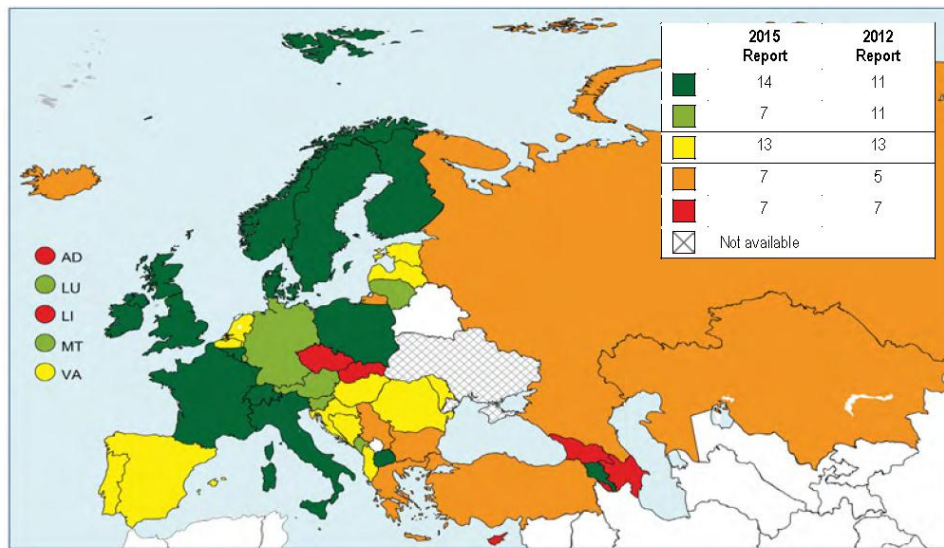 2015 Report 2012 Report
14 11
7 11
13 13
7 5
7 7
Not available
AD
LU
LI
MT
VA